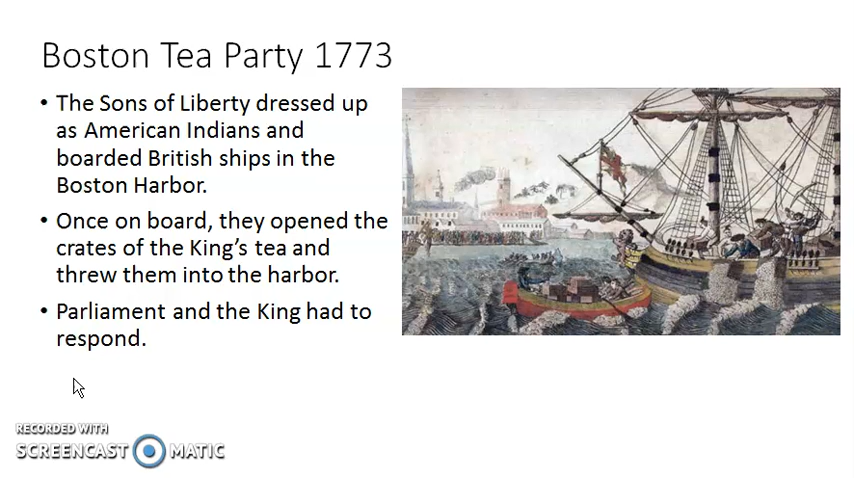 Boston Tea Party 1773
• The Sons of Liberty dressed up
as American Indians and
boarded British ships in the
Boston Harbor.
• Once on board, they opened the
crates of the King's tea and
threw them into the harbor.
• Parliament and the King had to
respond.
RECORDED WITH
SCREENCAST MATIC